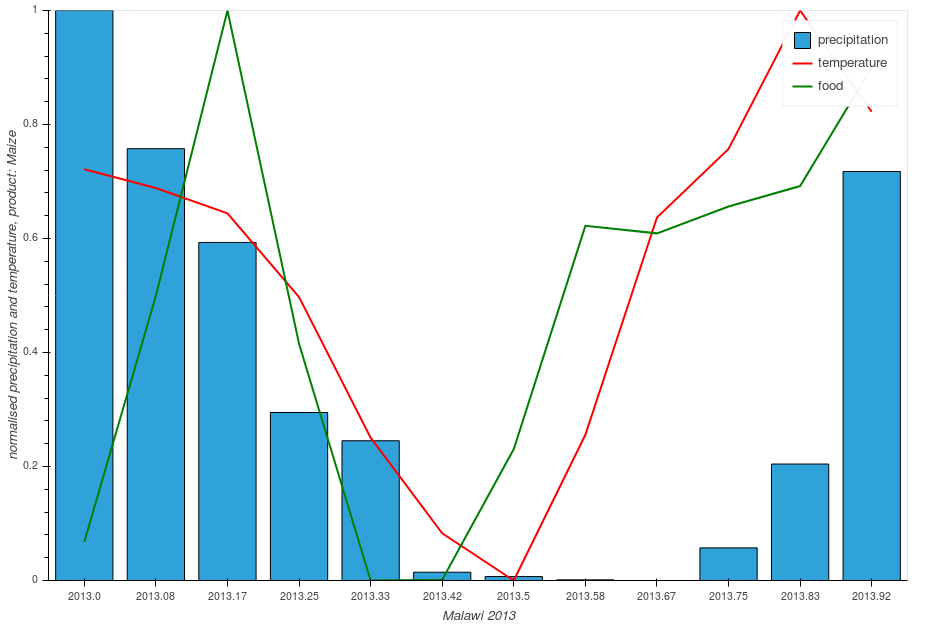 1
0.8
0.6
0.4
0.2
0
normalised precipitation and temperature, product: Maize
precipitation
temperature
food
2013.0 2013.08 2013.17 2013.25 2013.33 2013.42 2013.5 2013.58 2013.67 2013.75 2013.83 2013.92
Malawi 2013